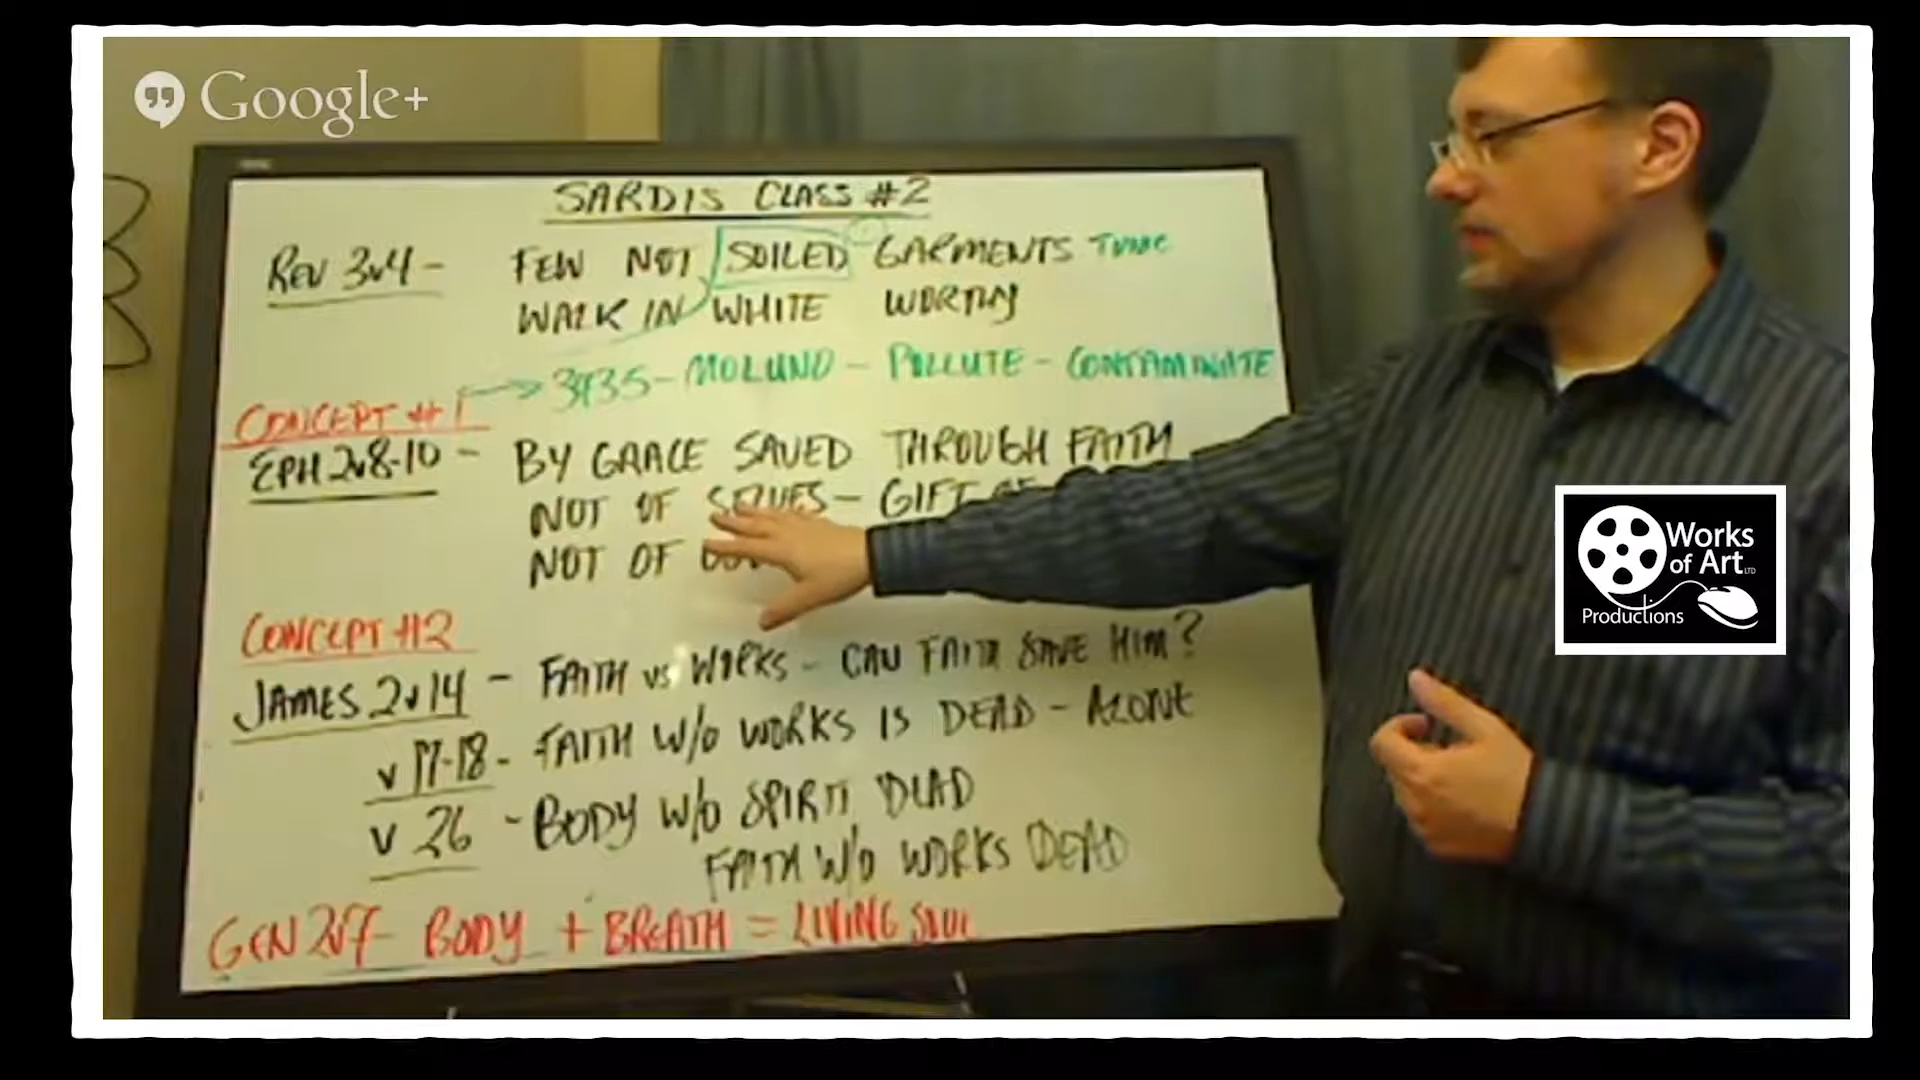 Google+
SARDIS CLASS #2
REV 3v4 - FEW NOT SOILED GARMENTS
WALK IN WHITE WORTHY
3435 - MOLUNO - POLLUTE - CONTAMINATE
CONCEPT #1
EPH 2v8-10 - BY GRACE SAVED THROUGH FAITH
NOT OF SELVES - GIFT OF
NOT OF
CONCEPT #2
JAMES 2v14 - FAITH vs WORKS - CAN FAITH SAVE HIM?
v 17-18 - FAITH W/O WORKS IS DEAD - ALONE
v 26 - BODY W/O SPIRIT DEAD
FAITH W/O WORKS DEAD
GEN 2v7 - BODY + BREATH = LIVING SOUL
Works
of Art LTD
Productions